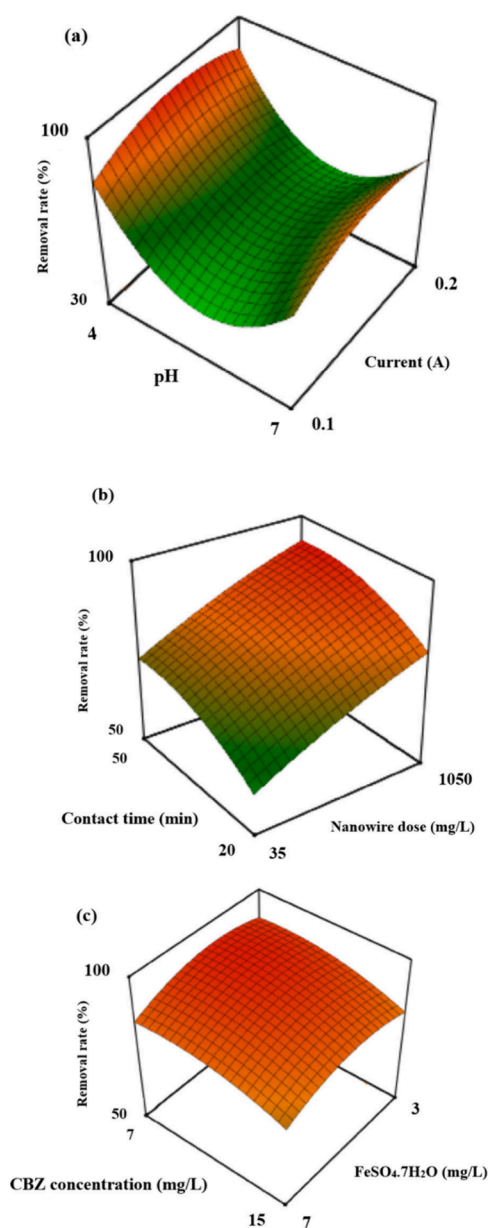 (a)
100
Removal rate (%)
30
4
pH
7
0.1
Current (A)
0.2
(b)
100
Removal rate (%)
50
50
Contact time (min)
20
35
Nanowire dose (mg/L)
1050
(c)
100
Removal rate (%)
50
7
CBZ concentration (mg/L)
15
7
FeSO₄.7H₂O (mg/L)
3